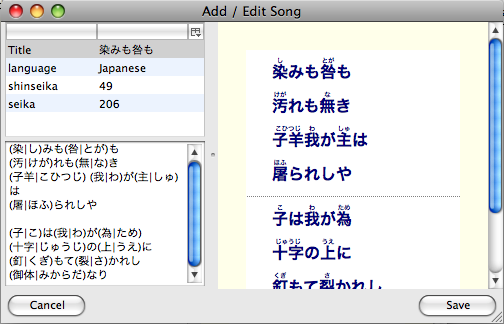 Add / Edit Song
Title 染みも咎も
language Japanese
shinseika 49
seika 206
(染|し)みも(咎|とが)も
(汚|けが)れも(無|な)き
(子羊|こひつじ) (我|わ)が(主|しゅ)
は
(屠|ほふ)られしや
(子|こ)は(我|わ)が(為|ため)
(十字|じゅうじ)の(上|うえ)に
(釘|くぎ)もて(裂|さ)かれし
(御体|みからだ)なり
し とが
染みも咎も
けが な
汚れも無き
こひつじ わ しゅ
子羊我が主は
ほふ
屠られしや
こ わ ため
子は我が為
じゅうじ うえ
十字の上に
くぎ さ
釘もて裂かれし
Cancel Save